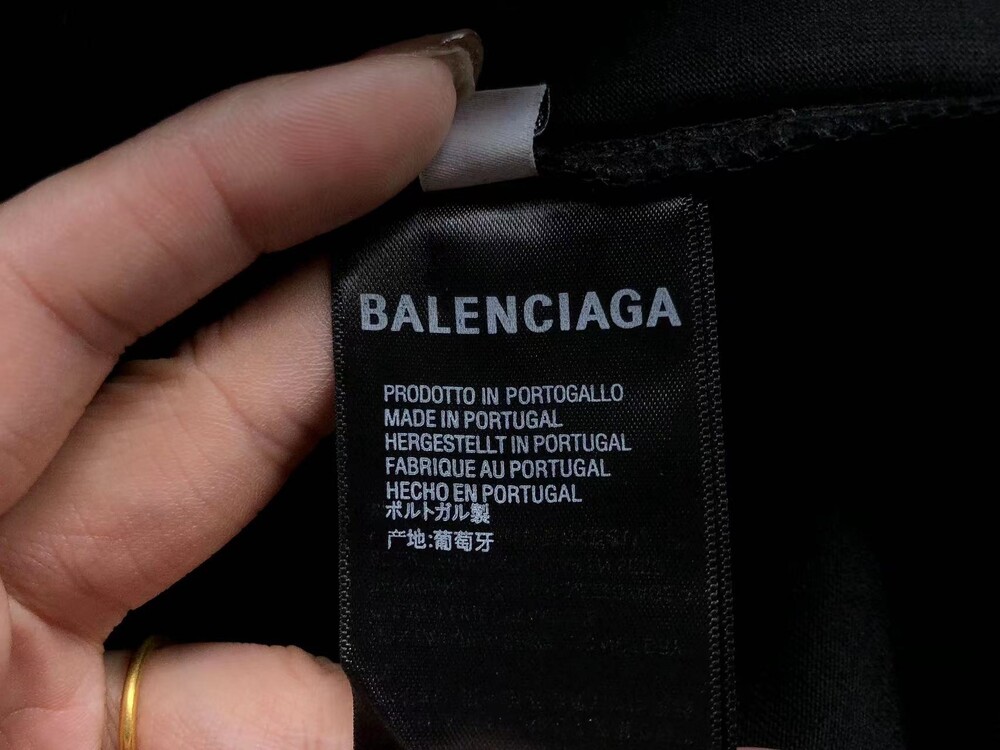 BALENCIAGA
PRODOTTO IN PORTOGALLO
MADE IN PORTUGAL
HERGESTELLT IN PORTUGAL
FABRIQUE AU PORTUGAL
HECHO EN PORTUGAL
ポルトガル製
产地:葡萄牙